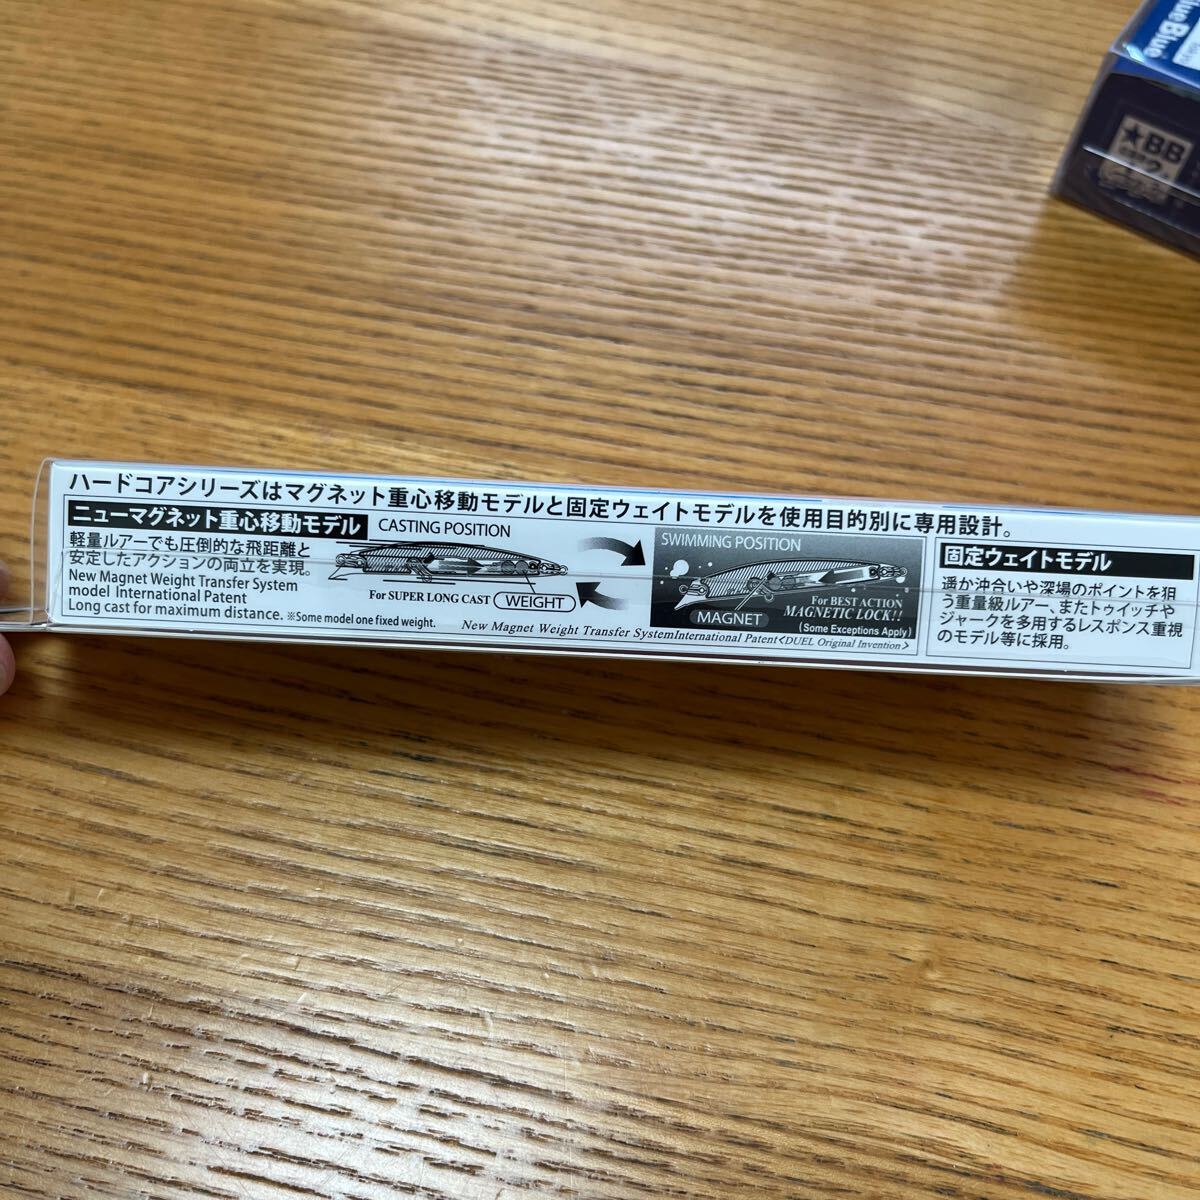 ハードコアシリーズはマグネット重心移動モデルと固定ウェイトモデルを使用目的別に専用設計。
ニューマグネット重心移動モデル
軽量ルアーでも圧倒的な飛距離と
安定したアクションの両立を実現。
New Magnet Weight Transfer System
model International Patent
Long cast for maximum distance. ※Some model one fixed weight.
CASTING POSITION
For SUPER LONG CAST
WEIGHT
SWIMMING POSITION
For BEST ACTION
MAGNETIC LOCK!!
MAGNET
(Some Exceptions Apply)
New Magnet Weight Transfer SystemInternational Patent<DUEL Original Invention>
固定ウェイトモデル
遥か沖合いや深場のポイントを狙
う重量級ルアー、またトゥイッチや
ジャークを多用するレスポンス重視
のモデル等に採用。
lueBlue
★BB